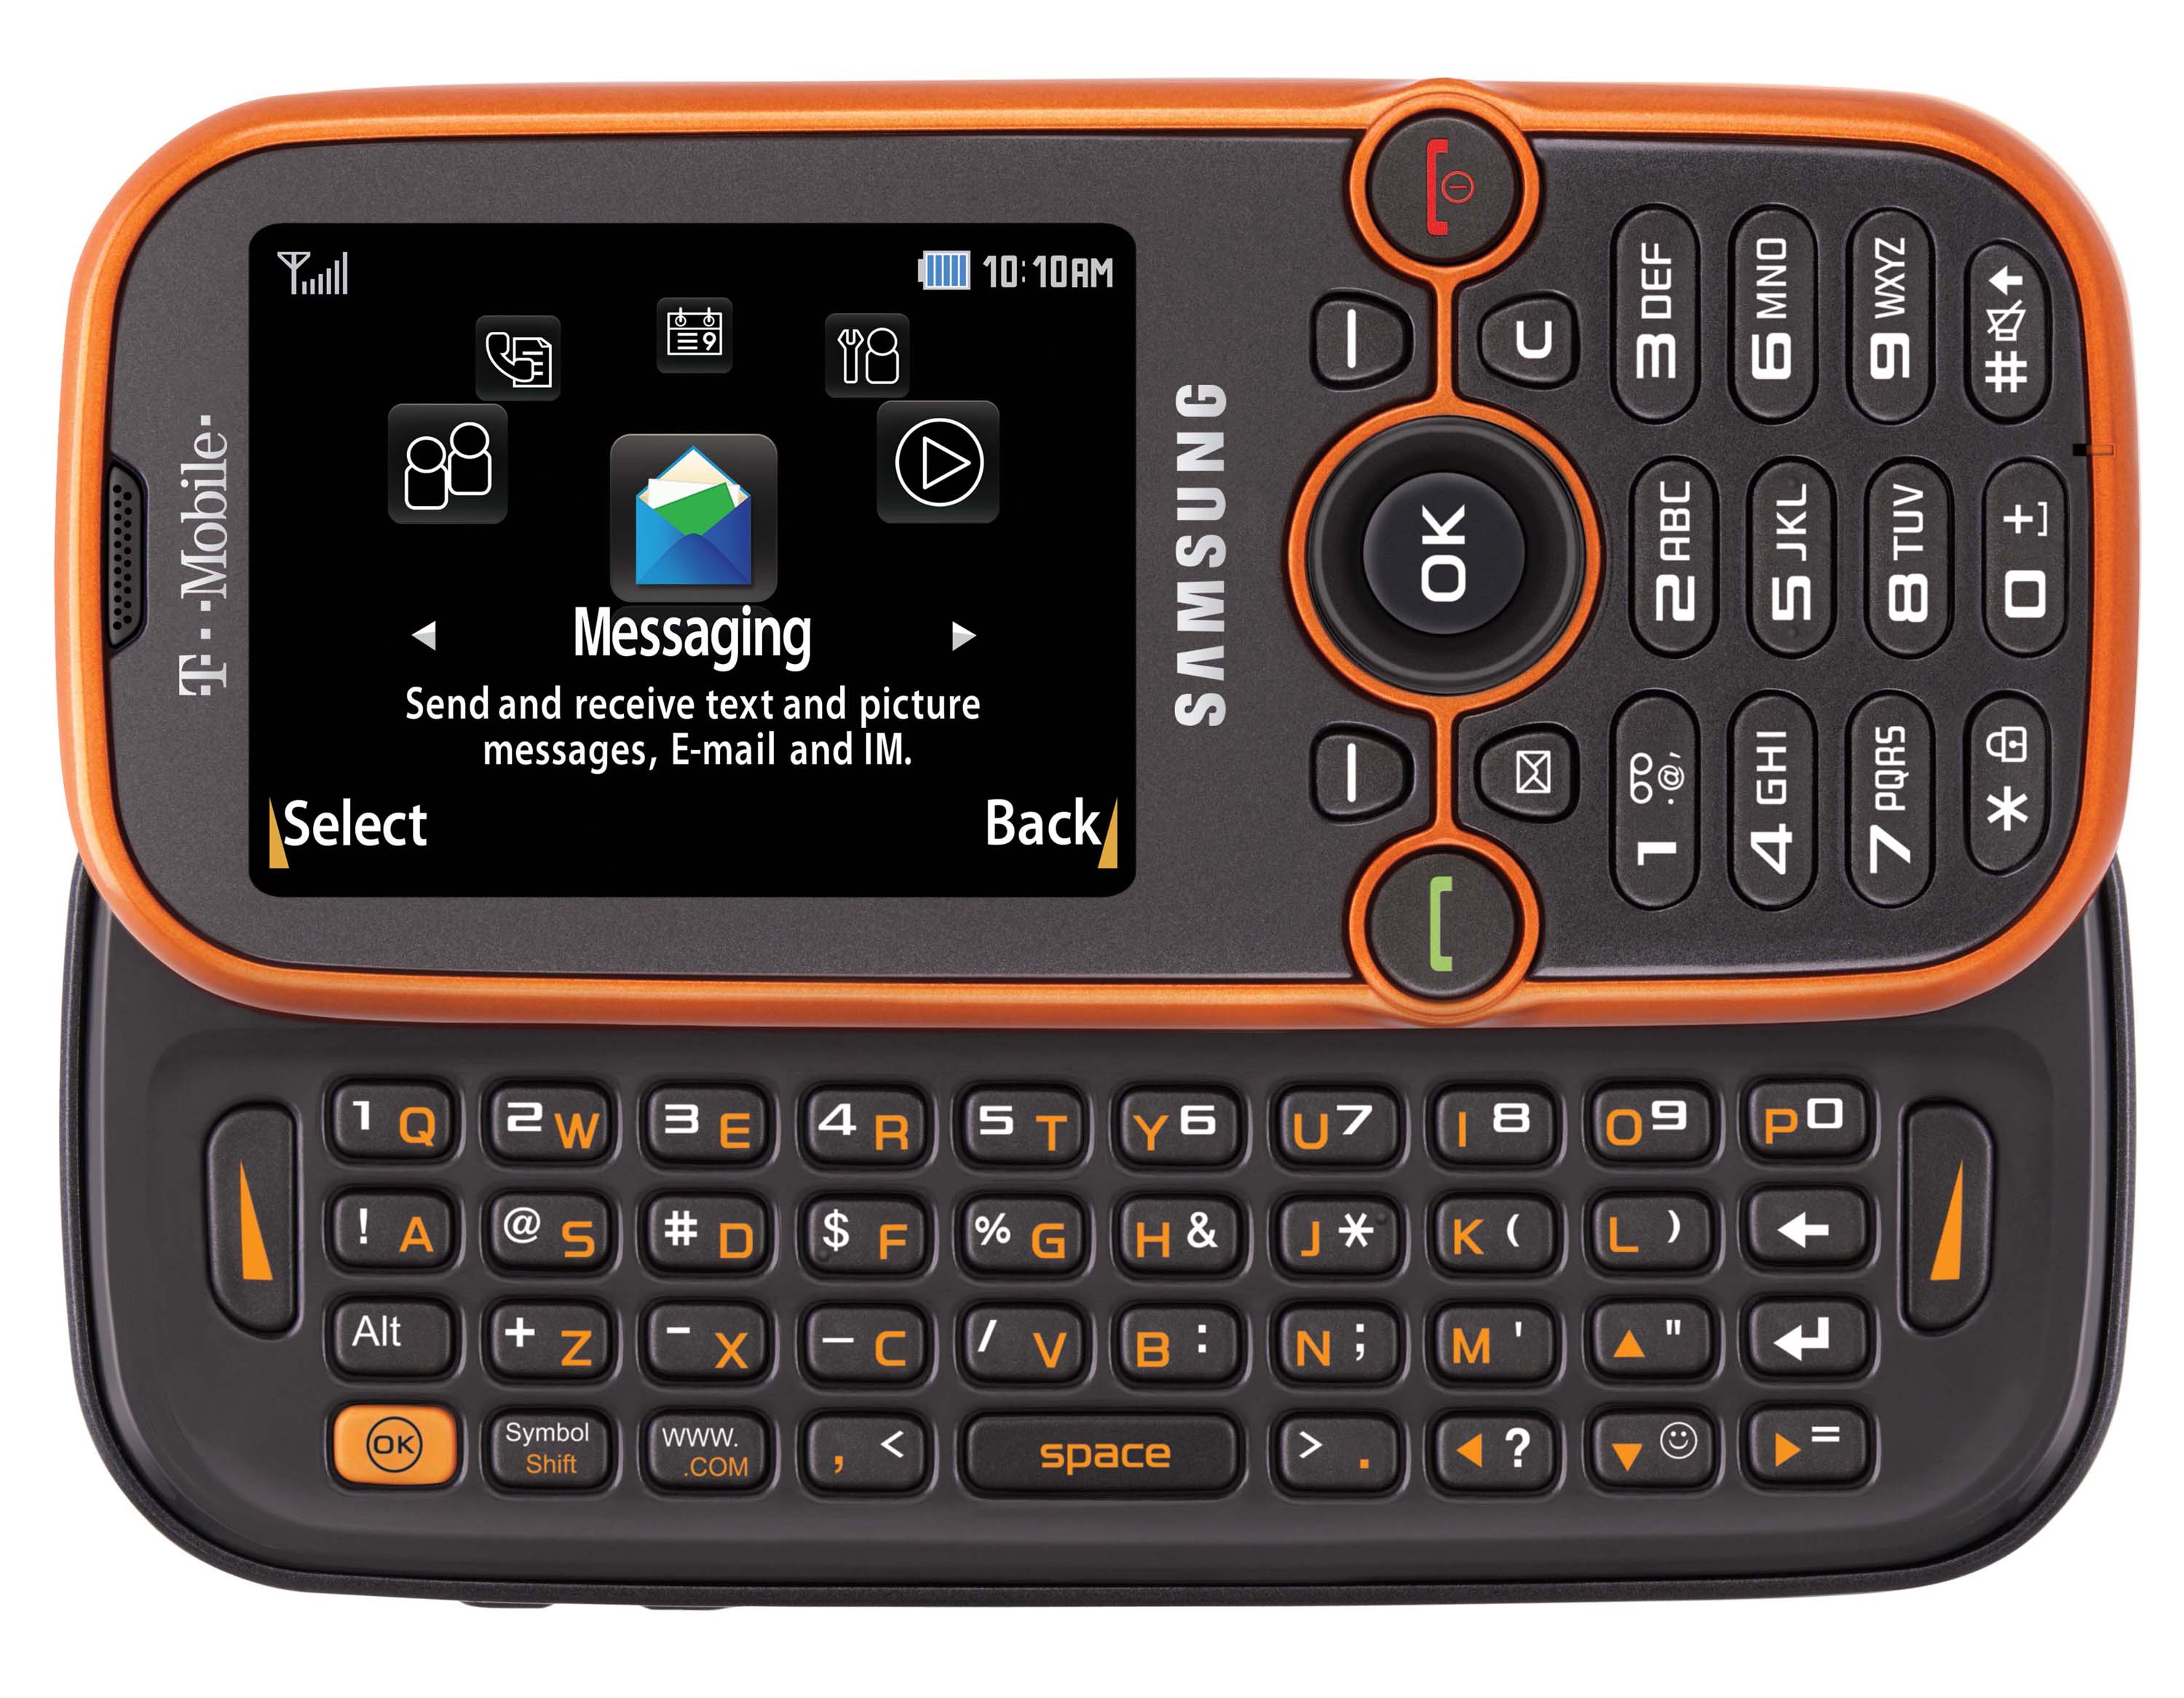 10:10AM
9
Messaging
Send and receive text and picture
messages, E-mail and IM.
Select
Back
T··Mobile·
SAMSUNG
C
OK
3 DEF
6 MNO
9 WXYZ
#
2 ABC
5 JKL
8 TUV
0 +
1 .@,
4 GHI
7 PQRS
*
1 Q 2 W 3 E 4 R 5 T Y 6 U 7 I 8 O 9 P 0
! A @ S # D $ F % G H & J * K ( L )
Alt + Z - X _ C / V B : N ; M ' "
OK Symbol Shift WWW. .COM , < space > . ? =